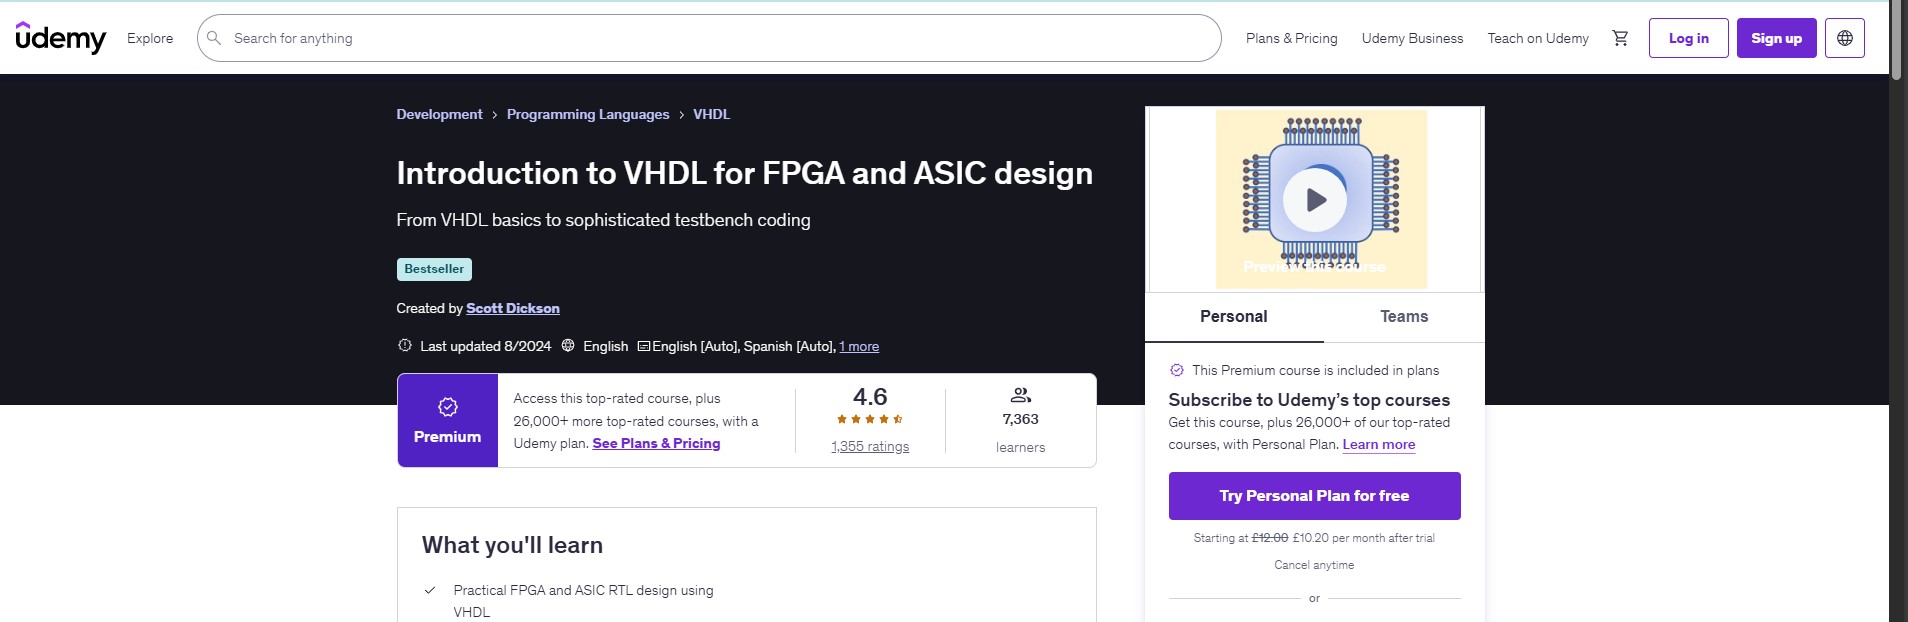 udemy
Explore
Search for anything
Plans & Pricing
Udemy Business
Teach on Udemy
Log in
Sign up
Development > Programming Languages > VHDL
Introduction to VHDL for FPGA and ASIC design
From VHDL basics to sophisticated testbench coding
Bestseller
Created by Scott Dickson
Last updated 8/2024 English English [Auto], Spanish [Auto], 1 more
Premium
Access this top-rated course, plus
26,000+ more top-rated courses, with a
Udemy plan. See Plans & Pricing
4.6
1,355 ratings
7,363
learners
What you'll learn
Practical FPGA and ASIC RTL design using
VHDL
Preview this course
Personal
Teams
This Premium course is included in plans
Subscribe to Udemy’s top courses
Get this course, plus 26,000+ of our top-rated
courses, with Personal Plan. Learn more
Try Personal Plan for free
Starting at £12.00 £10.20 per month after trial
Cancel anytime
or